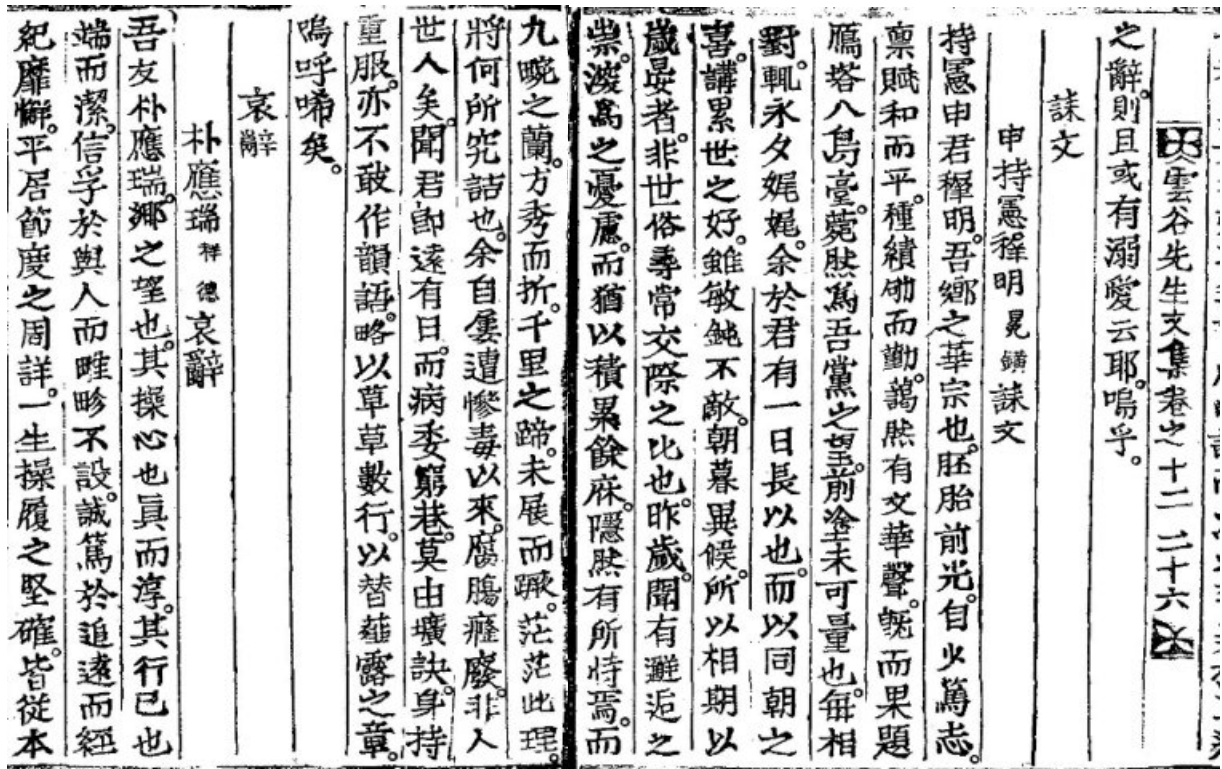 雲谷先生文集卷之十二 二十六
之辭則且或有溺愛云耶。嗚乎。
誄文
申持憲穉明 冕鐄 誄文
持憲申君穉明。吾鄉之華宗也。胚胎前光。自少篤志。
禀賦和而平。種績劬而勤。藹然有文華聲。旣而果題
鴈塔八烏臺。菀然爲吾黨之望。前塗未可量也。每相
對。輒永夕娓娓。余於君有一日長以也。而以同朝之
喜。講累世之好。雖敏鈍不敵。朝暮異候。所以相期以
歲晏者。非世俗尋常交際之比也。昨歲。聞有邂逅之
祟。深爲之憂慮。而猶以積累餘庥。隱然有所恃焉。而
九畹之蘭。方秀而折。千里之蹄。未展而蹶。茫茫此理。
將何所究詰也。余自屢遭慘毒以來。腐膓癃廢。非人
世人矣。聞君卽遠有日。而病委窮巷。莫由壙訣。身持
重服。亦不敢作韻語。略以草草數行。以替薤露之章。
嗚呼唏矣。
哀辭
朴應瑞 祥德 哀辭
吾友朴應瑞。鄉之望也。其操心也眞而淳。其行已也
端而潔。信孚於與人而畦畛不設。誠篤於追遠而經
紀靡懈。平居節度之周詳。一生操履之堅確。皆從本